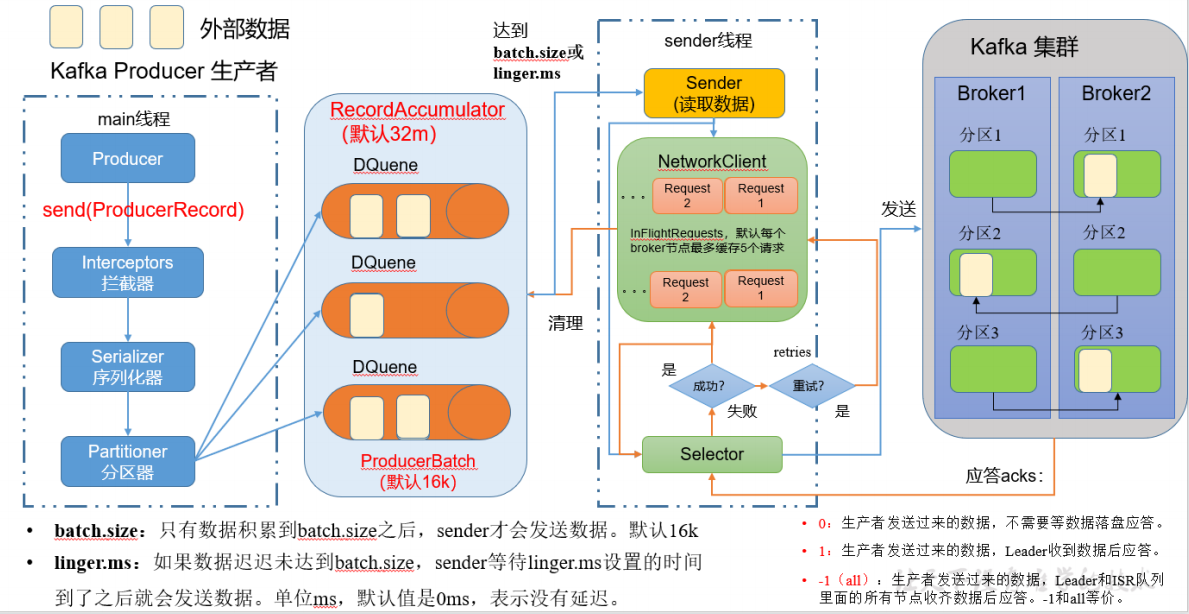 外部数据
Kafka Producer 生产者
main线程
Producer
send(ProducerRecord)
Interceptors
拦截器
Serializer
序列化器
Partitioner
分区器
RecordAccumulator
(默认32m)
DQuene
DQuene
DQuene
ProducerBatch
(默认16k)
达到
batch.size或
linger.ms
清理
sender线程
Sender
(读取数据)
NetworkClient
... Request 2 Request 1
InFlightRequests，默认每个
broker节点最多缓存5个请求
... Request 2 Request 1
retries
是
成功?
重试?
失败
是
Selector
发送
Kafka 集群
Broker1
Broker2
分区1
分区1
分区2
分区2
分区3
分区3
应答acks：
• batch.size：只有数据积累到batch.size之后，sender才会发送数据。默认16k
• linger.ms：如果数据迟迟未达到batch.size，sender等待linger.ms设置的时间
到了之后就会发送数据。单位ms，默认值是0ms，表示没有延迟。
• 0：生产者发送过来的数据，不需要等数据落盘应答。
• 1：生产者发送过来的数据，Leader收到数据后应答。
• -1（all）：生产者发送过来的数据，Leader和ISR队列
里面的所有节点收齐数据后应答。-1和all等价。